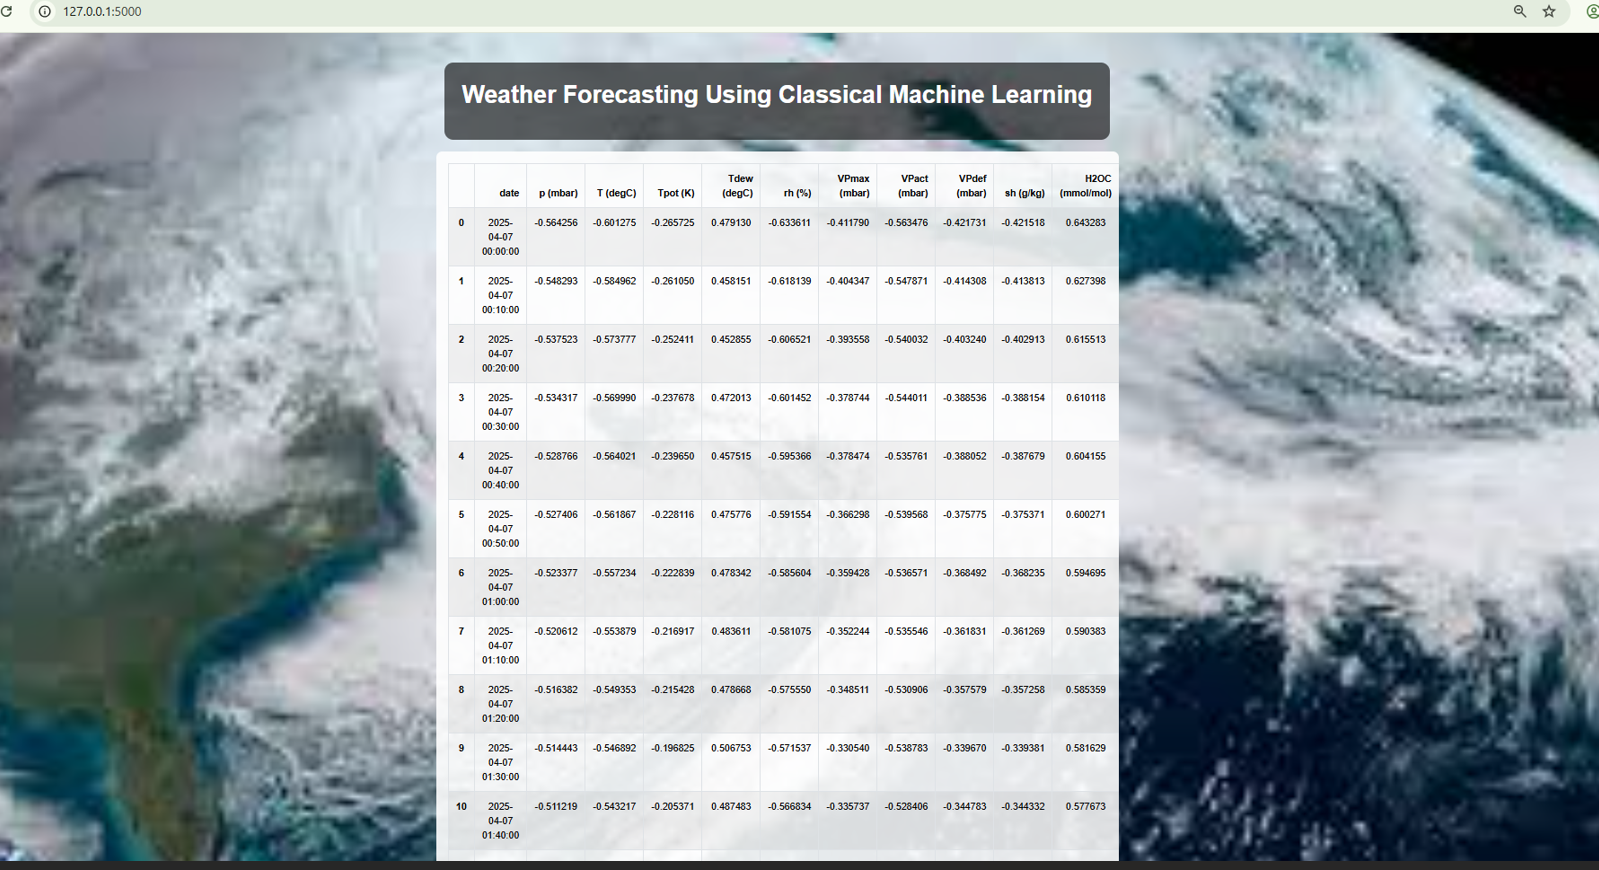 127.0.0.1:5000
Weather Forecasting Using Classical Machine Learning
date p (mbar) T (degC) Tpot (K) Tdew (degC) rh (%) VPmax (mbar) VPact (mbar) VPdef (mbar) sh (g/kg) H2OC (mmol/mol)
0 2025-04-07 00:00:00 -0.564256 -0.601275 -0.265725 0.479130 -0.633611 -0.411790 -0.563476 -0.421731 -0.421518 0.643283
1 2025-04-07 00:10:00 -0.548293 -0.584962 -0.261050 0.458151 -0.618139 -0.404347 -0.547871 -0.414308 -0.413813 0.627398
2 2025-04-07 00:20:00 -0.537523 -0.573777 -0.252411 0.452855 -0.606521 -0.393558 -0.540032 -0.403240 -0.402913 0.615513
3 2025-04-07 00:30:00 -0.534317 -0.569990 -0.237678 0.472013 -0.601452 -0.378744 -0.544011 -0.388536 -0.388154 0.610118
4 2025-04-07 00:40:00 -0.528766 -0.564021 -0.239650 0.457515 -0.595366 -0.378474 -0.535761 -0.388052 -0.387679 0.604155
5 2025-04-07 00:50:00 -0.527406 -0.561867 -0.228116 0.475776 -0.591554 -0.366298 -0.539568 -0.375775 -0.375371 0.600271
6 2025-04-07 01:00:00 -0.523377 -0.557234 -0.222839 0.478342 -0.585604 -0.359428 -0.536571 -0.368492 -0.368235 0.594695
7 2025-04-07 01:10:00 -0.520612 -0.553879 -0.216917 0.483611 -0.581075 -0.352244 -0.535546 -0.361831 -0.361269 0.590383
8 2025-04-07 01:20:00 -0.516382 -0.549353 -0.215428 0.478668 -0.575550 -0.348511 -0.530906 -0.357579 -0.357258 0.585359
9 2025-04-07 01:30:00 -0.514443 -0.546892 -0.196825 0.506753 -0.571537 -0.330540 -0.538783 -0.339670 -0.339381 0.581629
10 2025-04-07 01:40:00 -0.511219 -0.543217 -0.205371 0.487483 -0.566834 -0.335737 -0.528406 -0.344783 -0.344332 0.577673